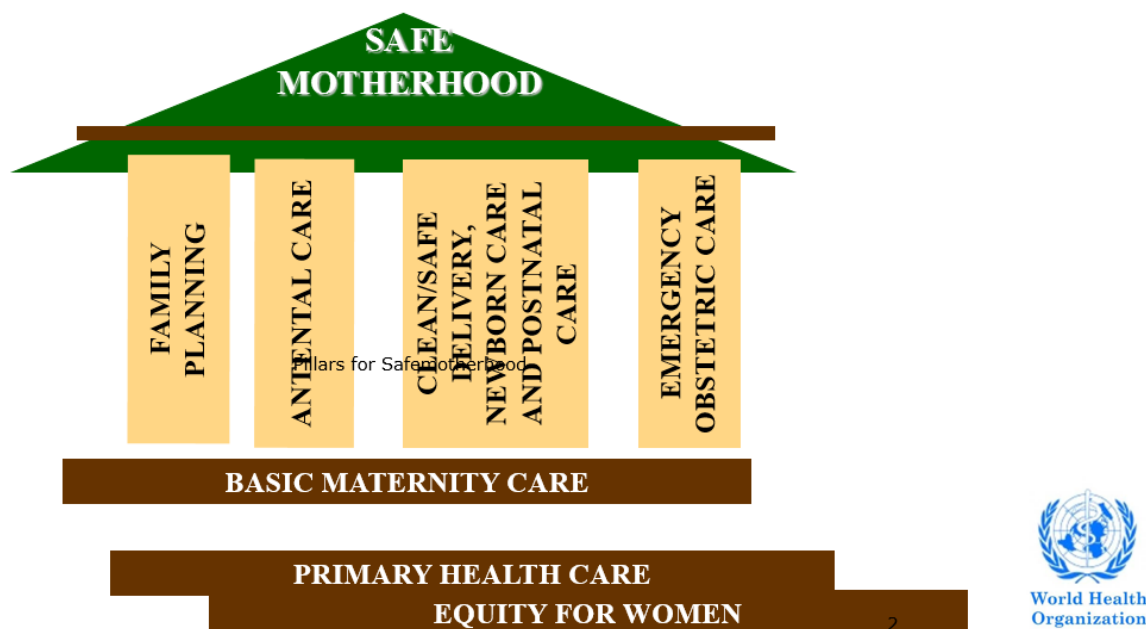 SAFE
MOTHERHOOD
FAMILY
PLANNING
ANTENTAL CARE
CLEAN/SAFE
DELIVERY,
NEWBORN CARE
AND POSTNATAL
CARE
EMERGENCY
OBSTETRIC CARE
Pillars for Safemotherhood
BASIC MATERNITY CARE
PRIMARY HEALTH CARE
EQUITY FOR WOMEN
2
World Health
Organization